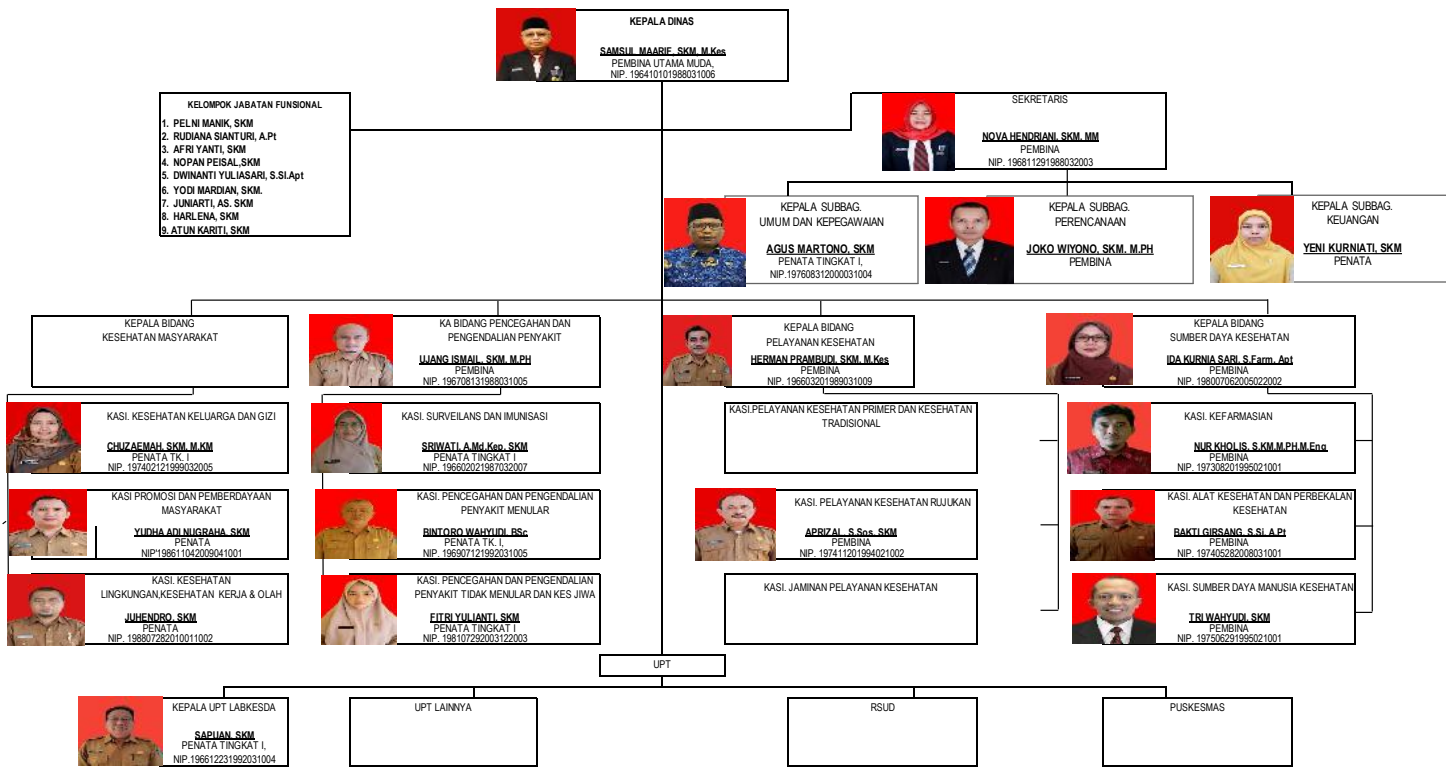 KEPALA DINAS
SAMSUL MAARIF, SKM, M.Kes
PEMBINA UTAMA MUDA,
NIP. 196410101988031006
KELOMPOK JABATAN FUNSIONAL
1. PELNI MANIK, SKM
2. RUDIANA SIANTURI, A.Pt
3. AFRI YANTI, SKM
4. NOPAN PEISAL,SKM
5. DWINANTI YULIASARI, S.SI.Apt
6. YODI MARDIAN, SKM.
7. JUNIARTI, AS. SKM
8. HARLENA, SKM
9. ATUN KARITI, SKM
SEKRETARIS
NOVA HENDRIANI, SKM, MM
PEMBINA
NIP. 196811291988032003
KEPALA SUBBAG.
UMUM DAN KEPEGAWAIAN
AGUS MARTONO, SKM
PENATA TINGKAT I,
NIP.197608312000031004
KEPALA SUBBAG.
PERENCANAAN
JOKO WIYONO, SKM. M.PH
PEMBINA
KEPALA SUBBAG.
KEUANGAN
YENI KURNIATI, SKM
PENATA
KEPALA BIDANG
KESEHATAN MASYARAKAT
KA BIDANG PENCEGAHAN DAN
PENGENDALIAN PENYAKIT
UJANG ISMAIL, SKM, M.PH
PEMBINA
NIP. 196708131988031005
KEPALA BIDANG
PELAYANAN KESEHATAN
HERMAN PRAMBUDI, SKM, M.Kes
PEMBINA
NIP. 196603201989031009
KEPALA BIDANG
SUMBER DAYA KESEHATAN
IDA KURNIA SARI, S.Farm, Apt
PEMBINA
NIP. 198007062005022002
KASI. KESEHATAN KELUARGA DAN GIZI
CHUZAEMAH, SKM, M.KM
PENATA TK. I
NIP. 197402121999032005
KASI. SURVEILANS DAN IMUNISASI
SRIWATI, A.Md.Kep, SKM
PENATA TINGKAT I
NIP. 196602021987032007
KASI.PELAYANAN KESEHATAN PRIMER DAN KESEHATAN
TRADISIONAL
KASI. KEFARMASIAN
NUR KHOLIS, S.KM.M.PH.M.Eng
PEMBINA
NIP. 197308201995021001
KASI PROMOSI DAN PEMBERDAYAAN
MASYARAKAT
YUDHA ADI NUGRAHA, SKM
PENATA
NIP'198611042009041001
KASI. PENCEGAHAN DAN PENGENDALIAN
PENYAKIT MENULAR
BINTORO WAHYUDI, BSc
PENATA TK. I,
NIP. 196907121992031005
KASI. PELAYANAN KESEHATAN RUJUKAN
APRIZAL, S.Sos, SKM
PEMBINA
NIP. 197411201994021002
KASI. ALAT KESEHATAN DAN PERBEKALAN
KESEHATAN
BAKTI GIRSANG, S.Si, A.Pt
PEMBINA
NIP. 197405282008031001
KASI. KESEHATAN
LINGKUNGAN,KESEHATAN KERJA & OLAH
JUHENDRO, SKM
PENATA
NIP. 198807282010011002
KASI. PENCEGAHAN DAN PENGENDALIAN
PENYAKIT TIDAK MENULAR DAN KES JIWA
FITRI YULIANTI, SKM
PENATA TINGKAT I
NIP. 198107292003122003
KASI. JAMINAN PELAYANAN KESEHATAN
KASI. SUMBER DAYA MANUSIA KESEHATAN
TRI WAHYUDI, SKM
PEMBINA
NIP. 197506291995021001
UPT
KEPALA UPT LABKESDA
SAPUAN, SKM
PENATA TINGKAT I,
NIP.196612231992031004
UPT LAINNYA
RSUD
PUSKESMAS